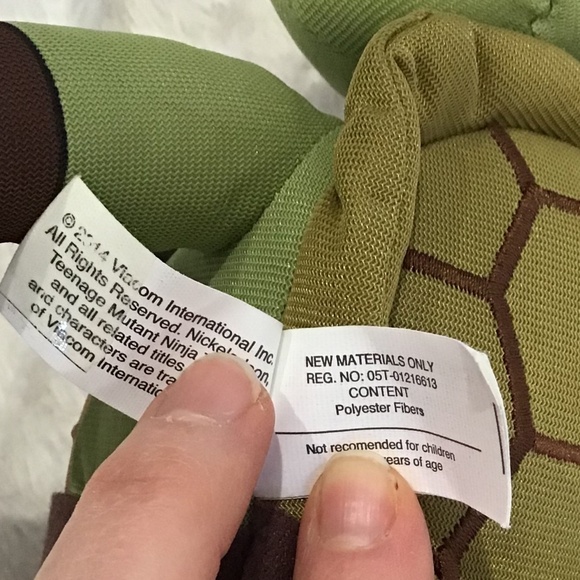 © 2014 Viacom International Inc.
All Rights Reserved. Nickelodeon,
Teenage Mutant Ninja
and all related titles
and characters are
of Viacom
NEW MATERIALS ONLY
REG. NO: 05T-01216613
CONTENT
Polyester Fibers
Not recomended for children
years of age